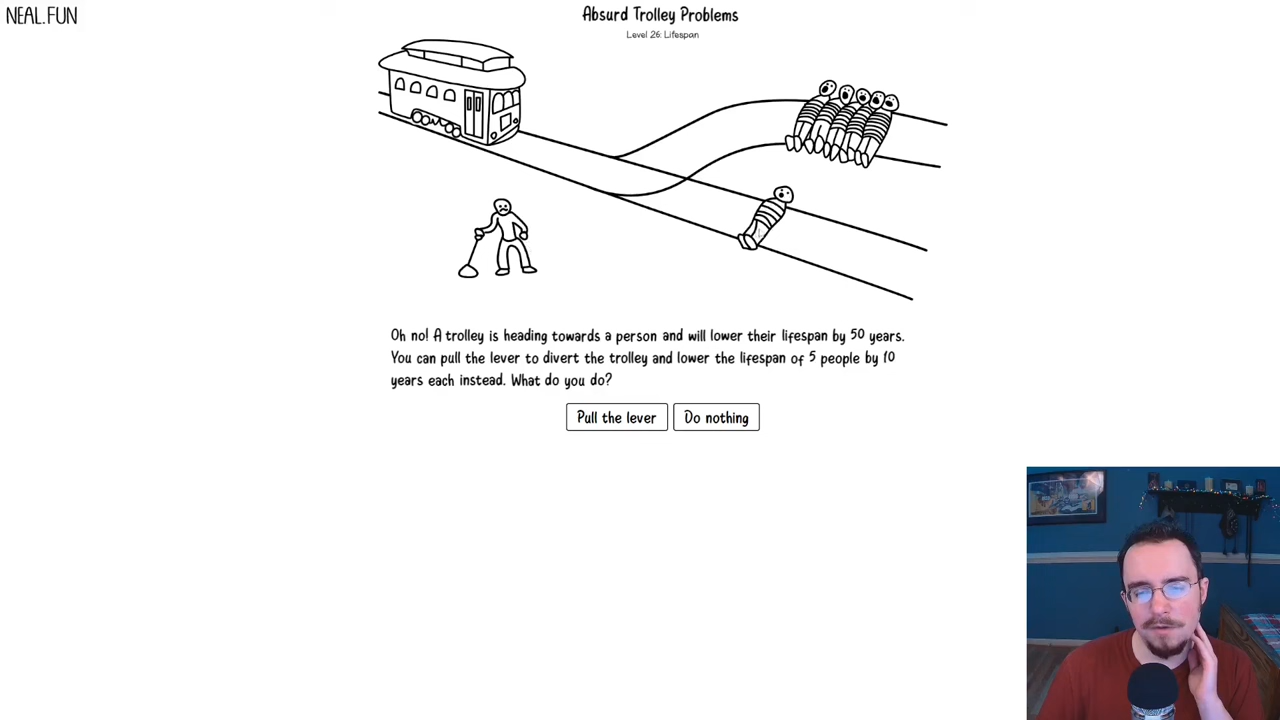 NEAL.FUN
Absurd Trolley Problems
Level 26: Lifespan
Oh no! A trolley is heading towards a person and will lower their lifespan by 50 years.
You can pull the lever to divert the trolley and lower the lifespan of 5 people by 10
years each instead. What do you do?
Pull the lever
Do nothing